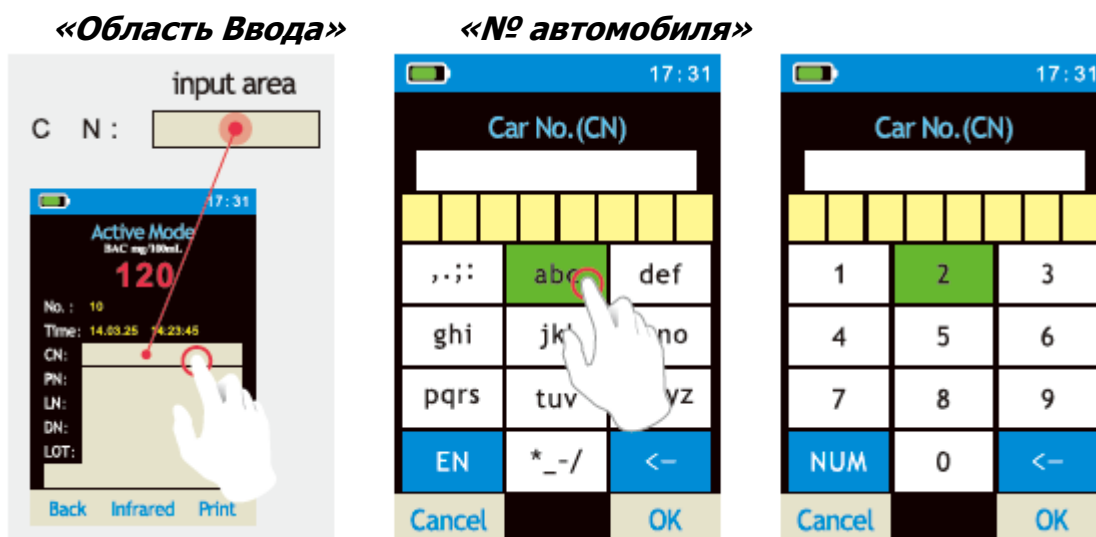 «Область Ввода»
«№ автомобиля»
input area
C N :
17:31
Active Mode
BAC mg/100mL
120
No. : 10
Time: 14.03.25 14:23:45
CN:
PN:
LN:
DN:
LOT:
Back Infrared Print
17:31
Car No.(CN)
,.;: abc def
ghi
pqrs tuv
EN *_-/ <-
Cancel OK
17:31
Car No.(CN)
1 2 3
4 5 6
7 8 9
NUM 0 <-
Cancel OK